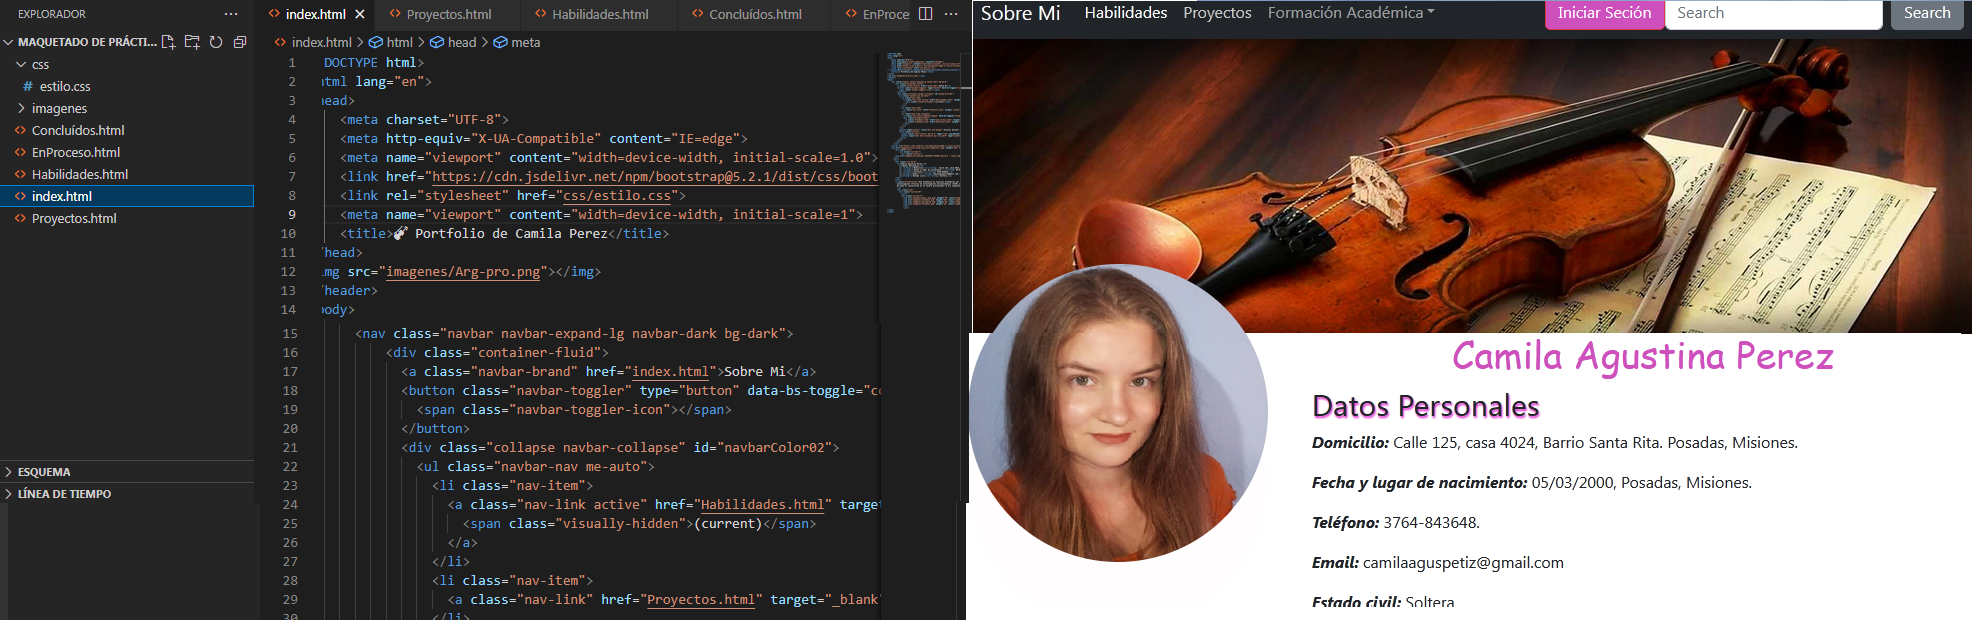 EXPLORADOR ...
MAQUETADO DE PRÁCTI...
css
# estilo.css
imagenes
<> Concluídos.html
<> EnProceso.html
<> Habilidades.html
<> index.html
<> Proyectos.html
ESQUEMA
LÍNEA DE TIEMPO
<> index.html × <> Proyectos.html <> Habilidades.html <> Concluídos.html <> EnProce ...
<> index.html > html > head > meta
1 DOCTYPE html>
2 html lang="en">
3 head>
4 <meta charset="UTF-8">
5 <meta http-equiv="X-UA-Compatible" content="IE=edge">
6 <meta name="viewport" content="width=device-width, initial-scale=1.0">
7 <link href="https://cdn.jsdelivr.net/npm/bootstrap@5.2.1/dist/css/boot
8 <link rel="stylesheet" href="css/estilo.css">
9 <meta name="viewport" content="width=device-width, initial-scale=1">
10 <title>🎻 Portfolio de Camila Perez</title>
11 /head>
12 img src="imagenes/Arg-pro.png"></img>
13 /header>
14 body>
15 <nav class="navbar navbar-expand-lg navbar-dark bg-dark">
16 <div class="container-fluid">
17 <a class="navbar-brand" href="index.html">Sobre Mi</a>
18 <button class="navbar-toggler" type="button" data-bs-toggle="co
19 <span class="navbar-toggler-icon"></span>
20 </button>
21 <div class="collapse navbar-collapse" id="navbarColor02">
22 <ul class="navbar-nav me-auto">
23 <li class="nav-item">
24 <a class="nav-link active" href="Habilidades.html" target
25 <span class="visually-hidden">(current)</span>
26 </a>
27 </li>
28 <li class="nav-item">
29 <a class="nav-link" href="Proyectos.html" target="_blank"
30 </li>
Sobre Mi Habilidades Proyectos Formación Académica Iniciar Seción Search Search
Camila Agustina Perez
Datos Personales
Domicilio: Calle 125, casa 4024, Barrio Santa Rita. Posadas, Misiones.
Fecha y lugar de nacimiento: 05/03/2000, Posadas, Misiones.
Teléfono: 3764-843648.
Email: camilaaguspetiz@gmail.com
Estado civil: Soltera